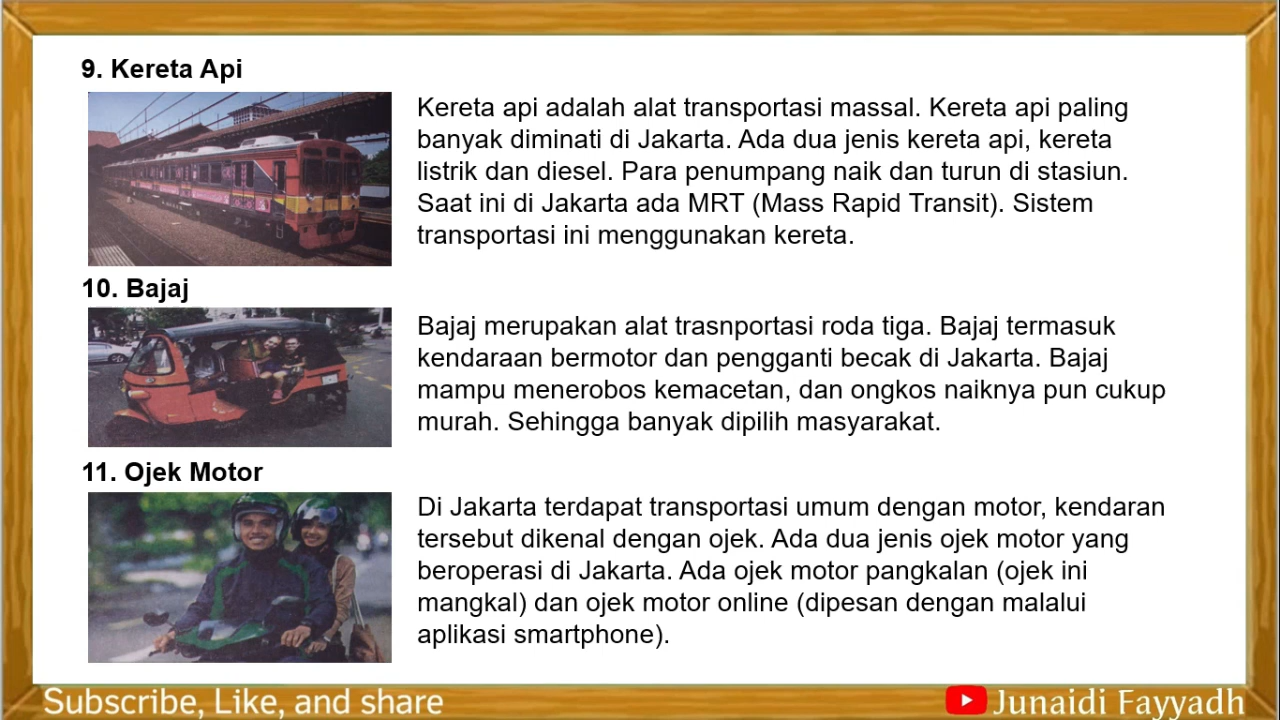 9. Kereta Api
Kereta api adalah alat transportasi massal. Kereta api paling
banyak diminati di Jakarta. Ada dua jenis kereta api, kereta
listrik dan diesel. Para penumpang naik dan turun di stasiun.
Saat ini di Jakarta ada MRT (Mass Rapid Transit). Sistem
transportasi ini menggunakan kereta.
10. Bajaj
Bajaj merupakan alat trasnportasi roda tiga. Bajaj termasuk
kendaraan bermotor dan pengganti becak di Jakarta. Bajaj
mampu menerobos kemacetan, dan ongkos naiknya pun cukup
murah. Sehingga banyak dipilih masyarakat.
11. Ojek Motor
Di Jakarta terdapat transportasi umum dengan motor, kendaran
tersebut dikenal dengan ojek. Ada dua jenis ojek motor yang
beroperasi di Jakarta. Ada ojek motor pangkalan (ojek ini
mangkal) dan ojek motor online (dipesan dengan malalui
aplikasi smartphone).
Subscribe, Like, and share
Junaidi Fayyadh